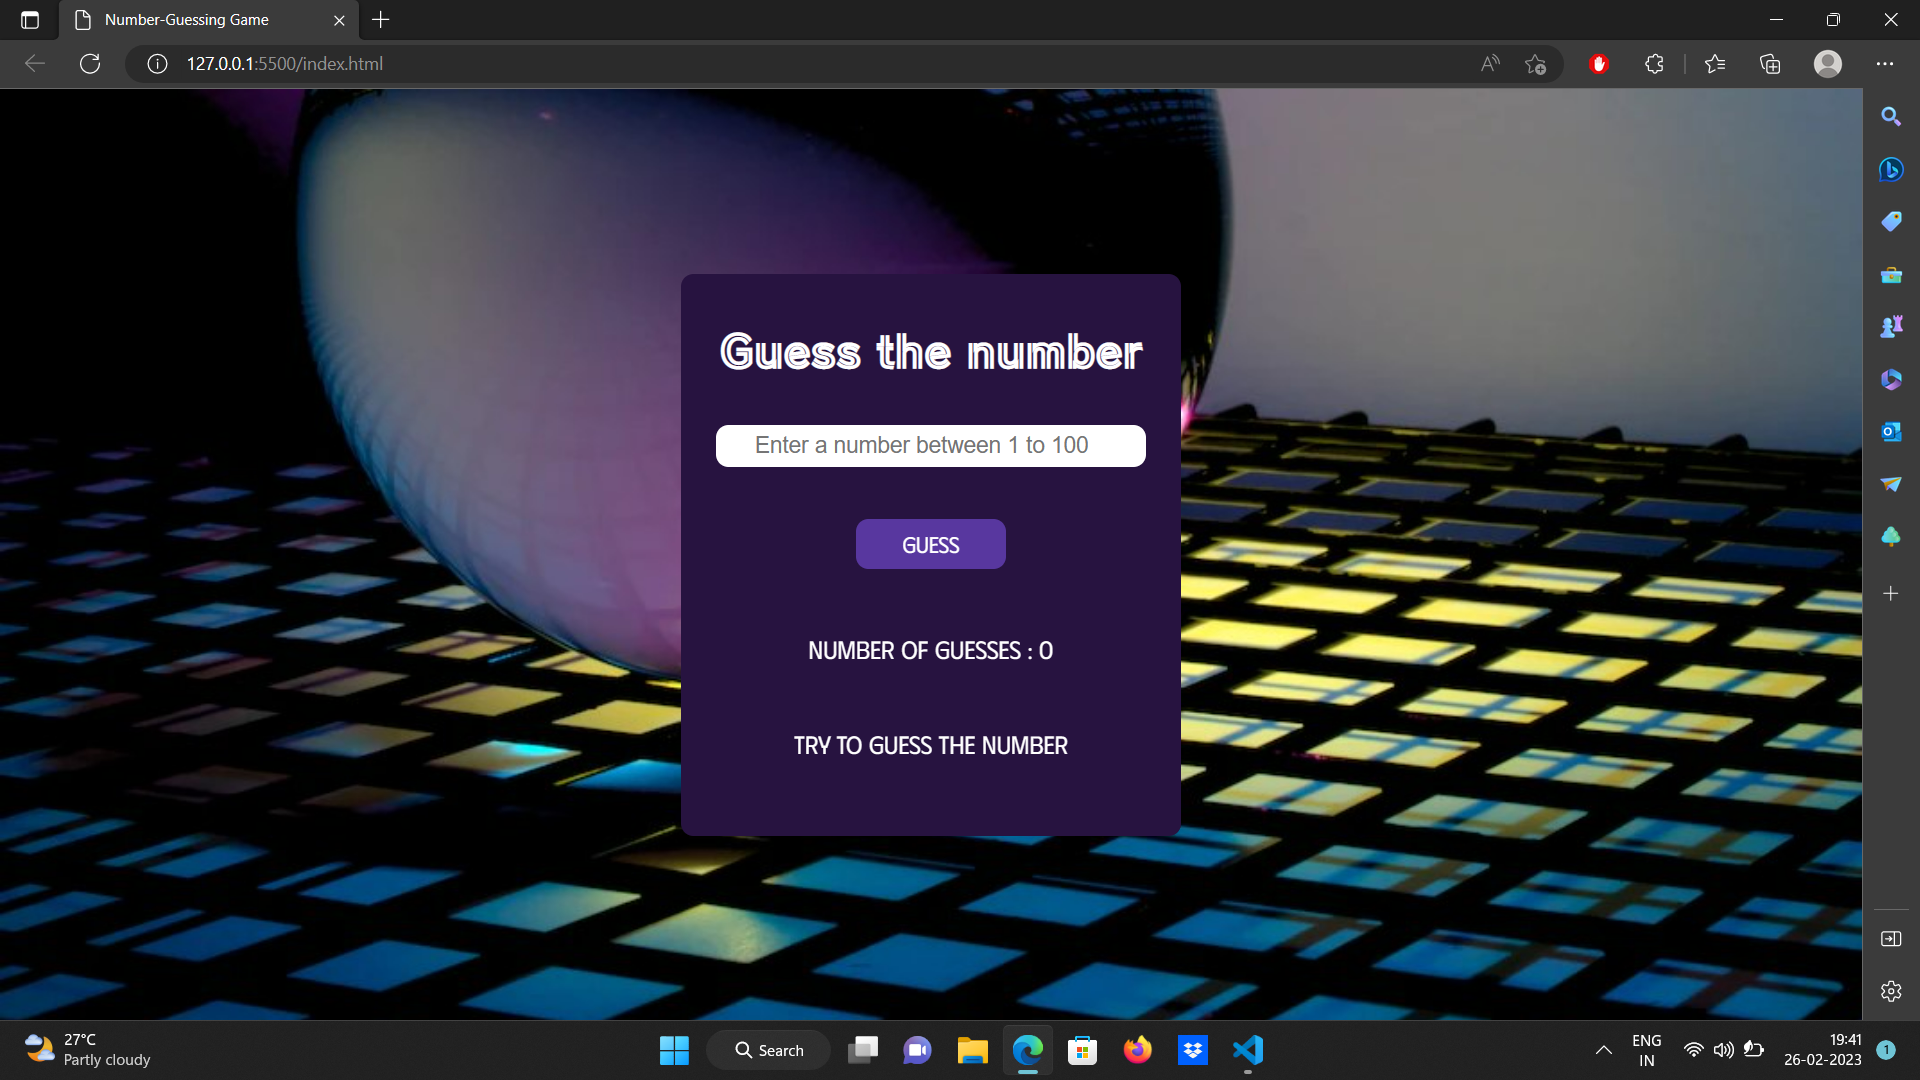 Number-Guessing Game
127.0.0.1:5500/index.html
Guess the number
Enter a number between 1 to 100
GUESS
NUMBER OF GUESSES : 0
TRY TO GUESS THE NUMBER
27°C
Partly cloudy
Search
ENG
IN
19:41
26-02-2023
1